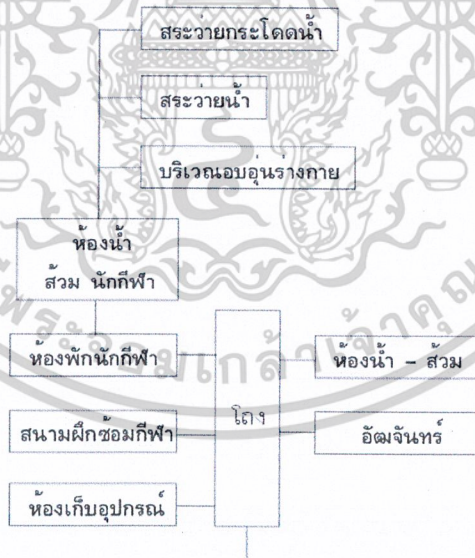 สระว่ายกระโดดน้ำ
สระว่ายน้ำ
บริเวณอบอุ่นร่างกาย
ห้องน้ำ
ส้วม นักกีฬา
ห้องพักนักกีฬา
ห้องน้ำ - ส้วม
โถง
สนามฝึกซ้อมกีฬา
อัฒจันทร์
ห้องเก็บอุปกรณ์